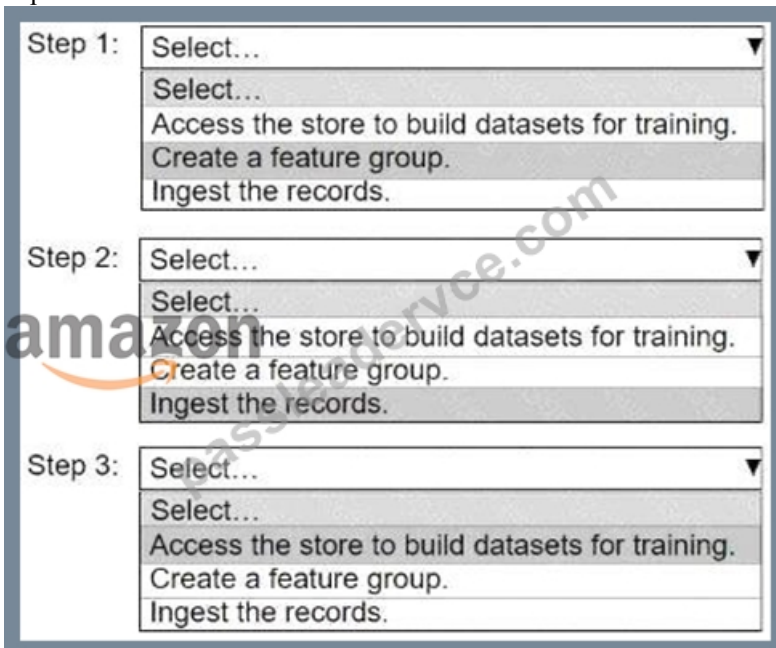 Step 1: Select...
Select...
Access the store to build datasets for training.
Create a feature group.
Ingest the records.
Step 2: Select...
Select...
Access the store to build datasets for training.
Create a feature group.
Ingest the records.
Step 3: Select...
Select...
Access the store to build datasets for training.
Create a feature group.
Ingest the records.
amazon
passleadervce.com